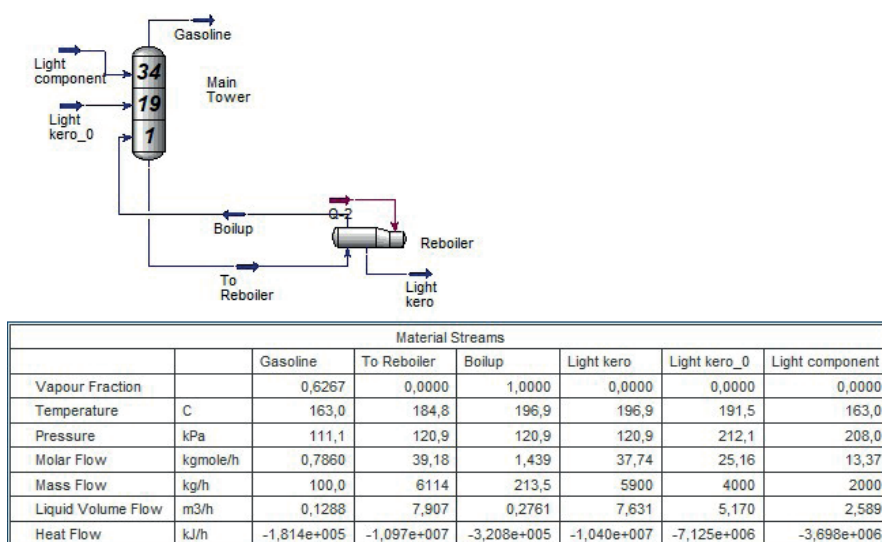 Gasoline
Light
component
34
Main
Tower
19
Light
kero_0
1
Q-2
Boilup
Reboiler
To
Reboiler
Light
kero
Material Streams
Gasoline To Reboiler Boilup Light kero Light kero_0 Light component
Vapour Fraction 0,6267 0,0000 1,0000 0,0000 0,0000 0,0000
Temperature C 163,0 184,8 196,9 196,9 191,5 163,0
Pressure kPa 111,1 120,9 120,9 120,9 212,1 208,0
Molar Flow kgmole/h 0,7860 39,18 1,439 37,74 25,16 13,37
Mass Flow kg/h 100,0 6114 213,5 5900 4000 2000
Liquid Volume Flow m3/h 0,1288 7,907 0,2761 7,631 5,170 2,589
Heat Flow kJ/h -1,814e+005 -1,097e+007 -3,208e+005 -1,040e+007 -7,125e+006 -3,698e+006